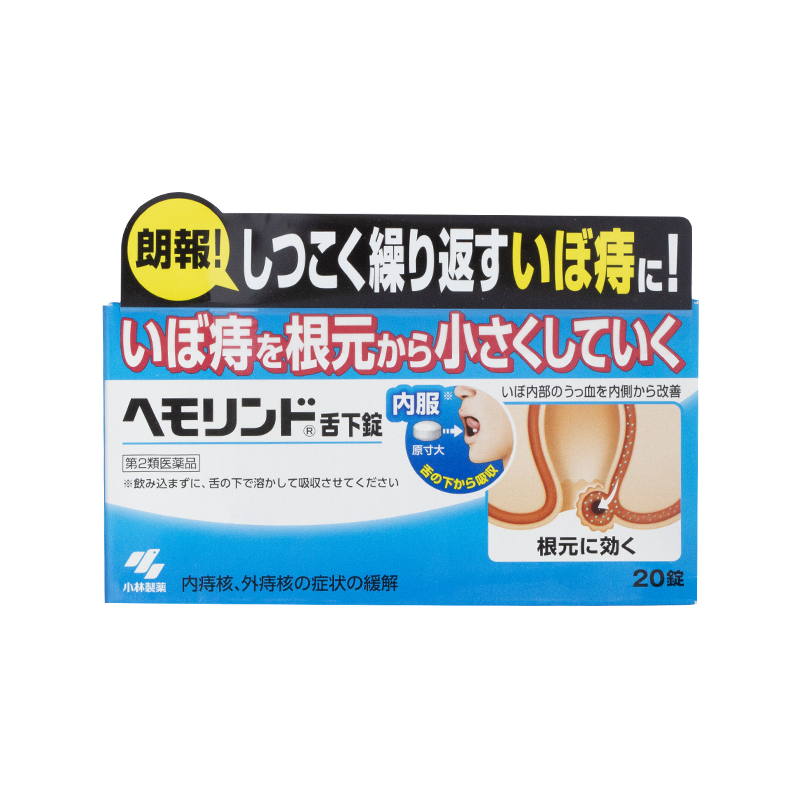 朗報!
しつこく繰り返すいぼ痔に!
いぼ痔を根元から小さくしていく
ヘモリンド®舌下錠
第2類医薬品
※飲み込まずに、舌の下で溶かして吸収させてください
内服※
原寸大
舌の下から吸収
いぼ内部のうっ血を内側から改善
根元に効く
小林製薬
内痔核、外痔核の症状の緩解
20錠